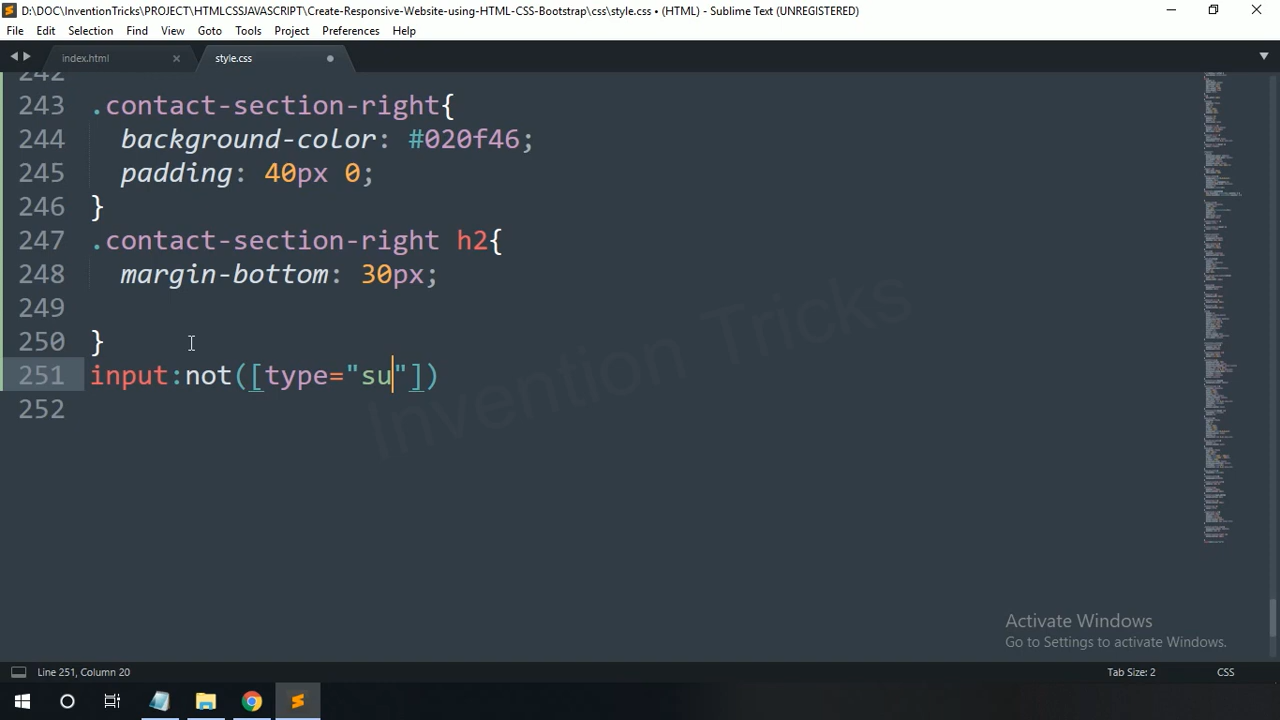 D:\DOC\InventionTricks\PROJECT\HTMLCSSJAVASCRIPT\Create-Responsive-Website-using-HTML-CSS-Bootstrap\css\style.css • (HTML) - Sublime Text (UNREGISTERED)
File Edit Selection Find View Goto Tools Project Preferences Help
index.html style.css
242
243 .contact-section-right{
244 background-color: #020f46;
245 padding: 40px 0;
246 }
247 .contact-section-right h2{
248 margin-bottom: 30px;
249
250 }
251 input:not([type="su"])
252
Invention Tricks
Activate Windows
Go to Settings to activate Windows.
Line 251, Column 20 Tab Size: 2 CSS